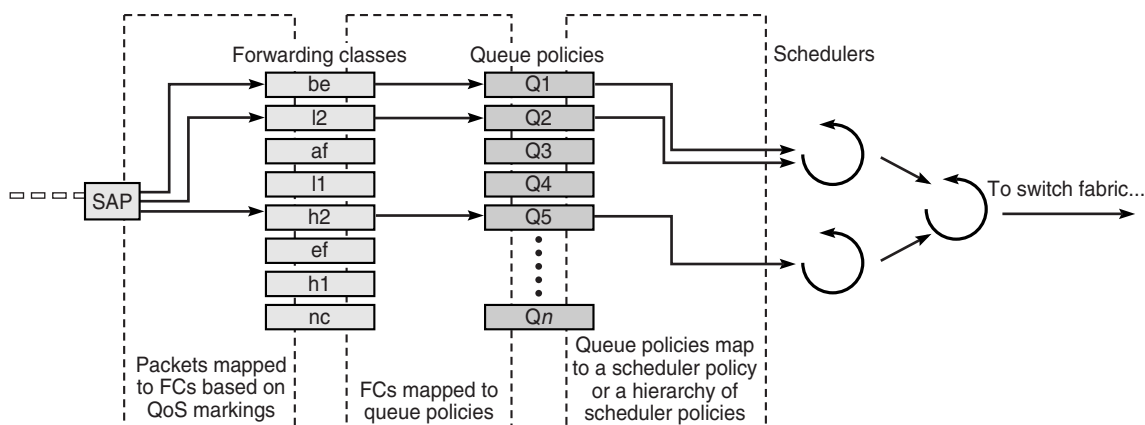 Forwarding classes
Queue policies
Schedulers
be
Q1
l2
Q2
af
Q3
SAP
l1
Q4
To switch fabric...
h2
Q5
ef
h1
nc
Qn
Packets mapped
to FCs based on
QoS markings
FCs mapped to
queue policies
Queue policies map
to a scheduler policy
or a hierarchy of
scheduler policies